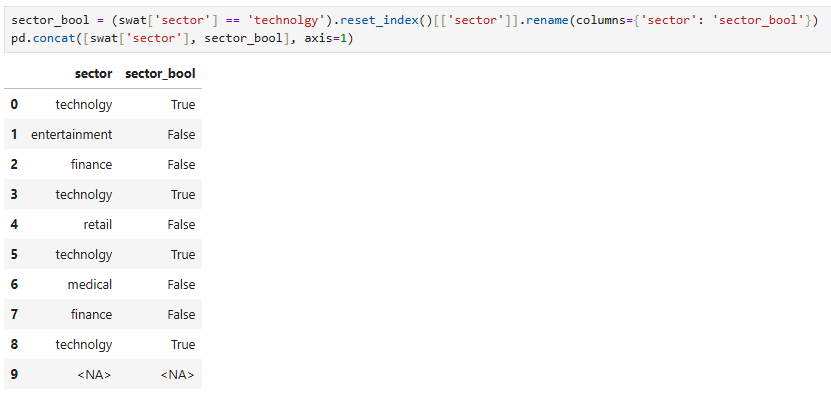 sector_bool = (swat['sector'] == 'technolgy').reset_index()[['sector']].rename(columns={'sector': 'sector_bool'})
pd.concat([swat['sector'], sector_bool], axis=1)
sector sector_bool
0 technolgy True
1 entertainment False
2 finance False
3 technolgy True
4 retail False
5 technolgy True
6 medical False
7 finance False
8 technolgy True
9 <NA> <NA>